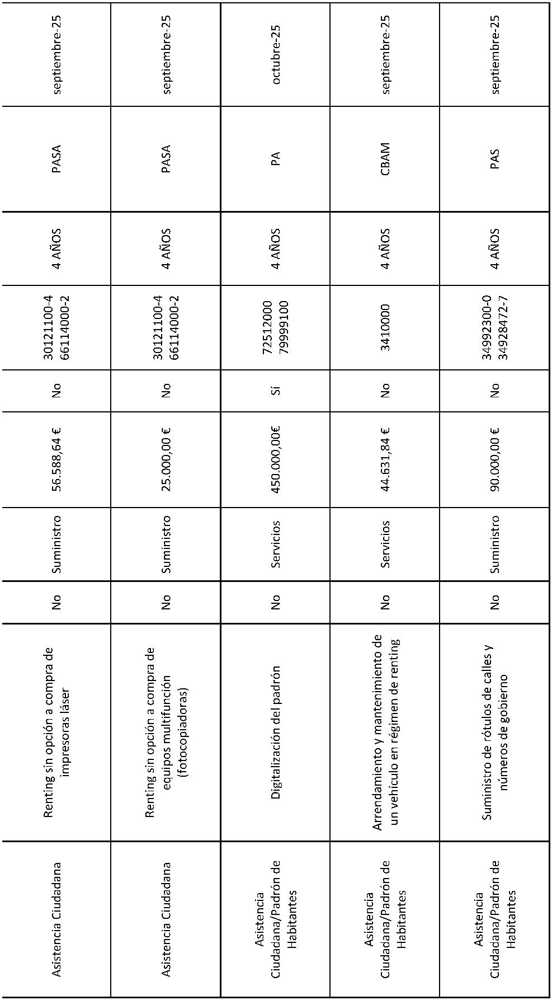 Asistencia Ciudadana
Renting sin opción a compra de
impresoras láser
No
Suministro
56.588,64 €
No
30121100-4
66114000-2
4 AÑOS
PASA
septiembre-25
Asistencia Ciudadana
Renting sin opción a compra de
equipos multifunción
(fotocopiadoras)
No
Suministro
25.000,00 €
No
30121100-4
66114000-2
4 AÑOS
PASA
septiembre-25
Asistencia
Ciudadana/Padrón de
Habitantes
Digitalización del padrón
No
Servicios
450.000,00€
Sí
72512000
79999100
4 AÑOS
PA
octubre-25
Asistencia
Ciudadana/Padrón de
Habitantes
Arrendamiento y mantenimiento de
un vehículo en régimen de renting
No
Servicios
44.631,84 €
No
3410000
4 AÑOS
CBAM
septiembre-25
Asistencia
Ciudadana/Padrón de
Habitantes
Suministro de rótulos de calles y
números de gobierno
No
Suministro
90.000,00 €
No
34992300-0
34928472-7
4 AÑOS
PAS
septiembre-25